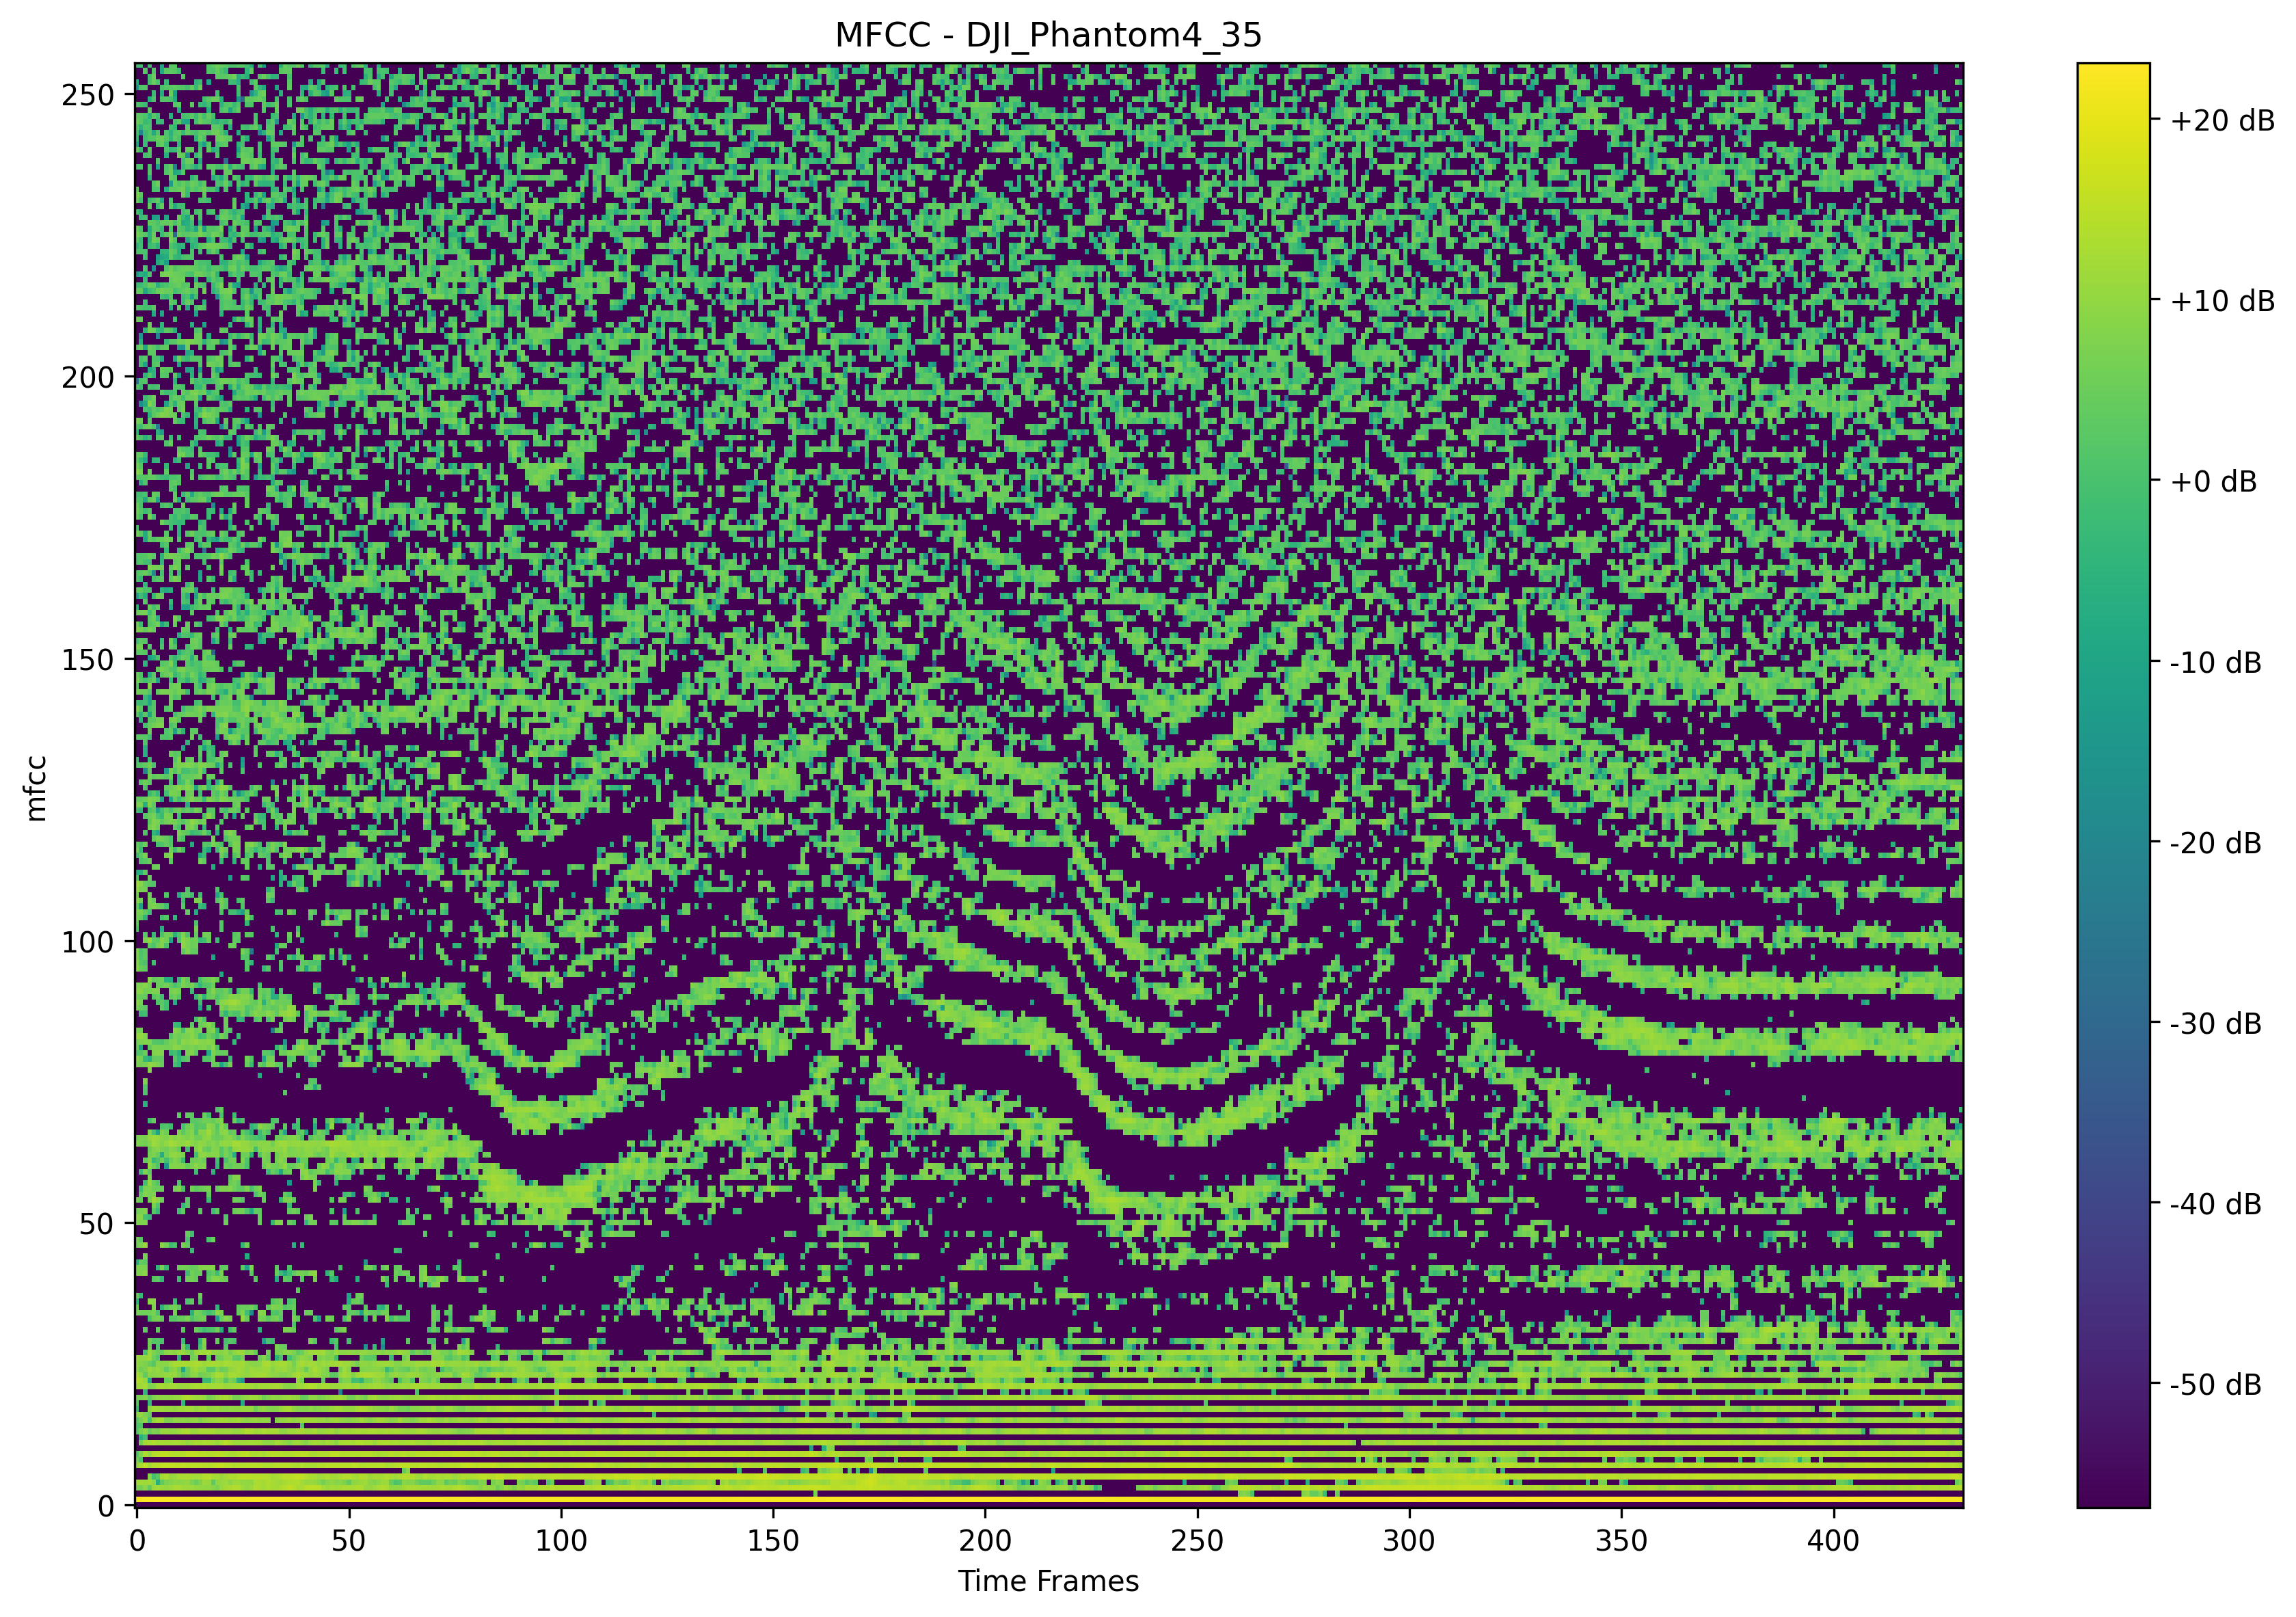 MFCC - DJI_Phantom4_35
250
200
150
100
50
0
mfcc
0 50 100 150 200 250 300 350 400
Time Frames
+20 dB
+10 dB
+0 dB
-10 dB
-20 dB
-30 dB
-40 dB
-50 dB